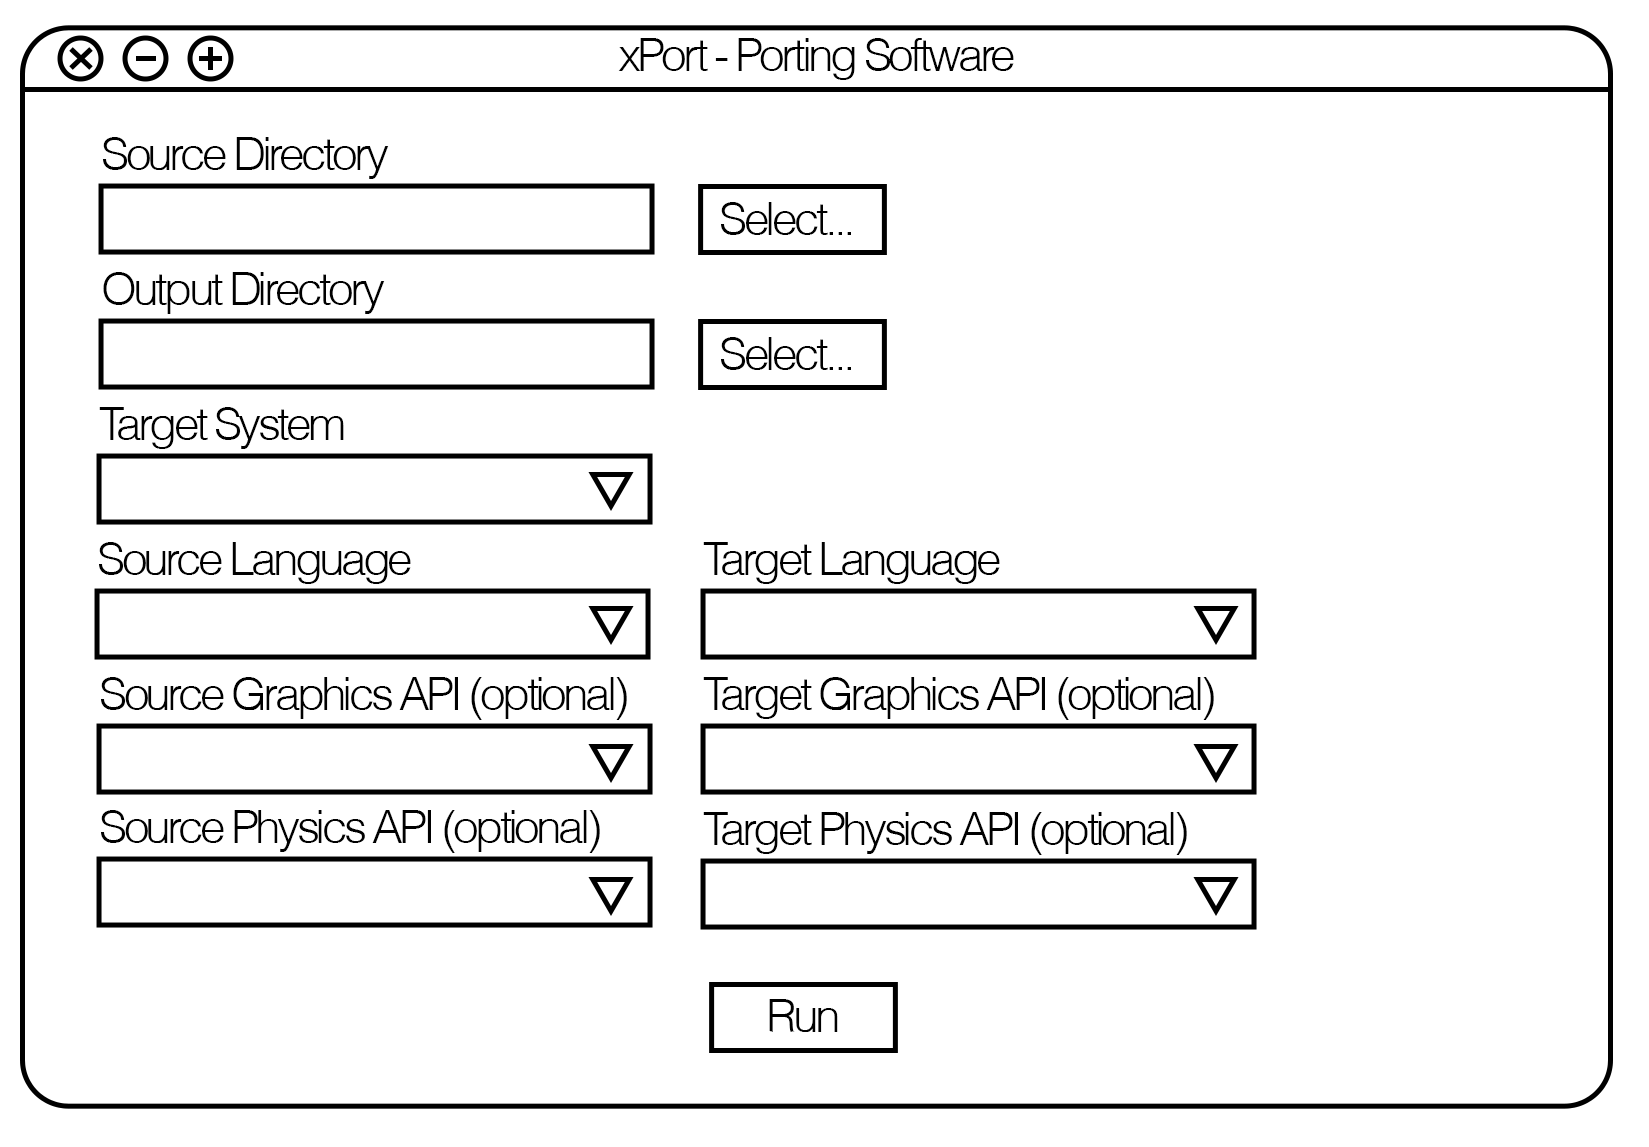 xPort - Porting Software
Source Directory
Select...
Output Directory
Select...
Target System
Source Language
Target Language
Source Graphics API (optional)
Target Graphics API (optional)
Source Physics API (optional)
Target Physics API (optional)
Run